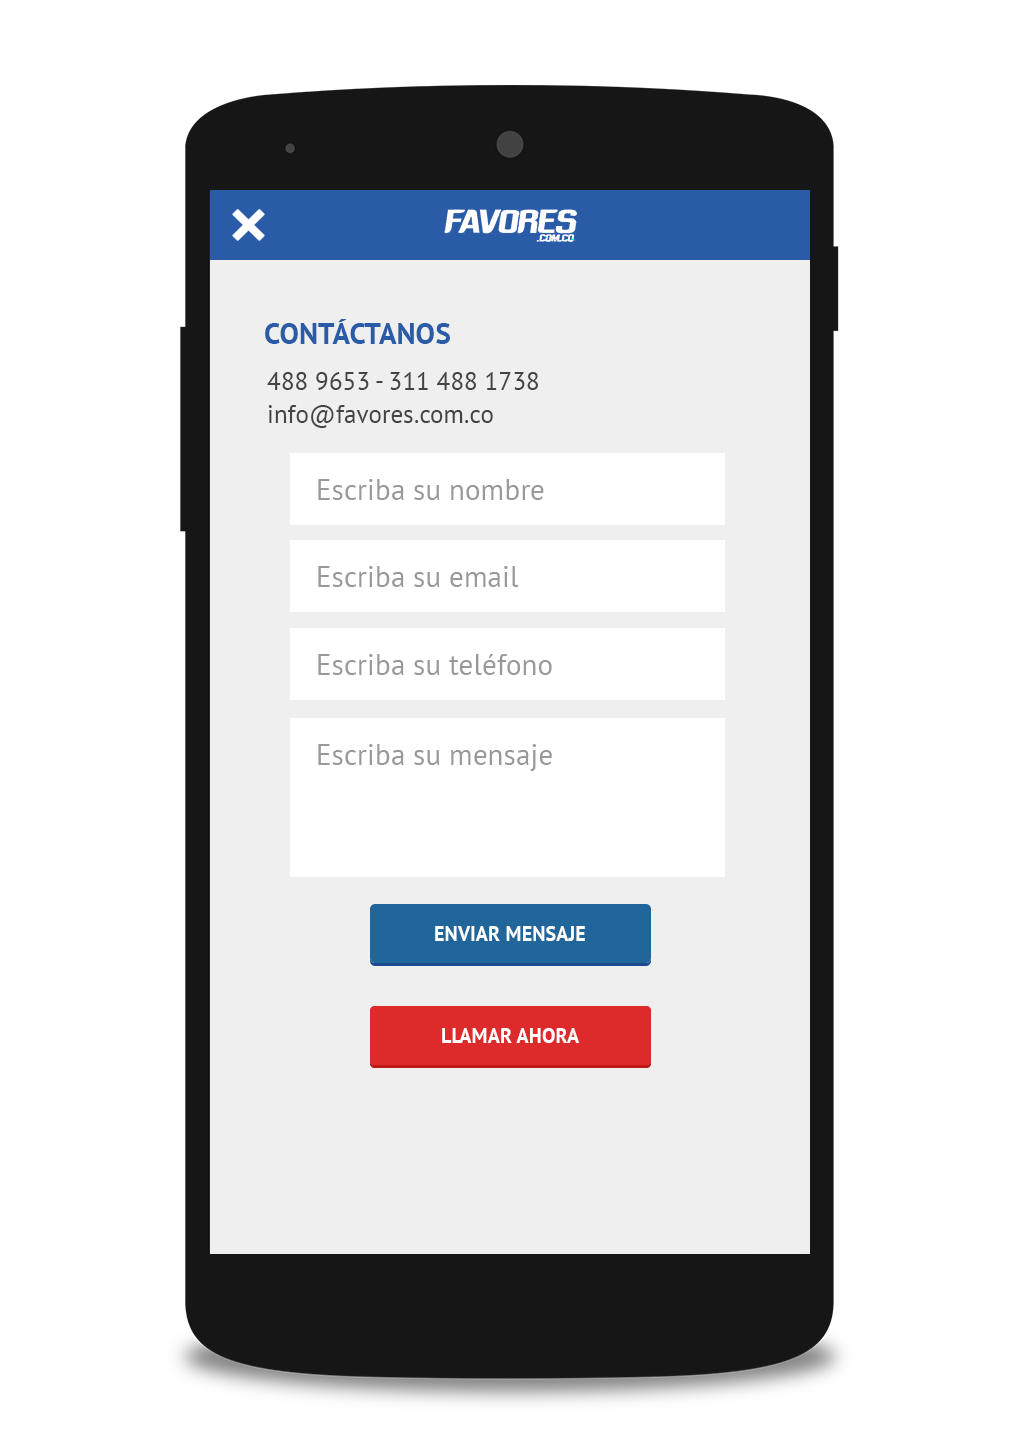 FAVORES
.COM.CO
CONTÁCTANOS
488 9653 - 311 488 1738
info@favores.com.co
Escriba su nombre
Escriba su email
Escriba su teléfono
Escriba su mensaje
ENVIAR MENSAJE
LLAMAR AHORA